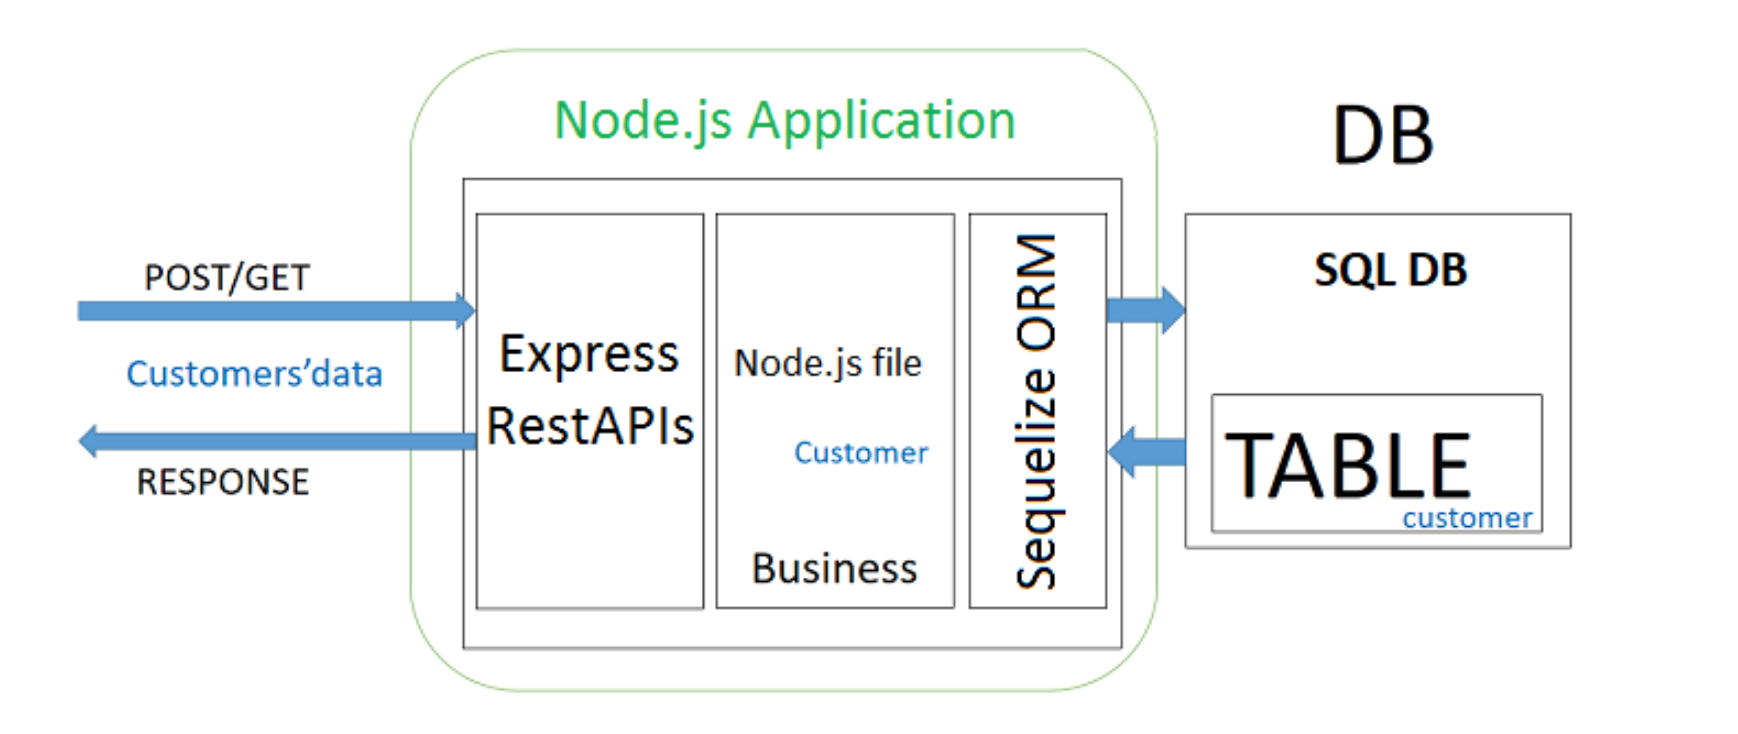 Node.js Application
DB
POST/GET
Customers'data
RESPONSE
Express
RestAPIs
Node.js file
Customer
Business
Sequelize ORM
SQL DB
TABLE
customer